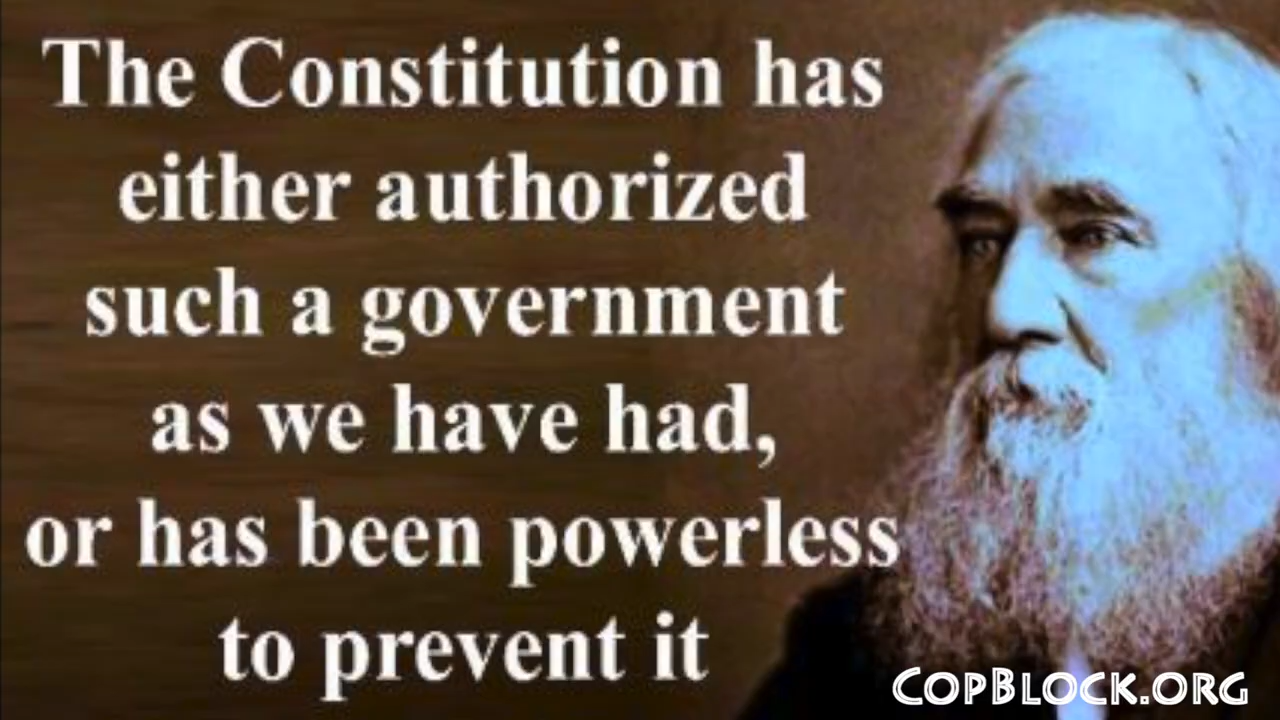 The Constitution has
either authorized
such a government
as we have had,
or has been powerless
to prevent it
CopBlock.org